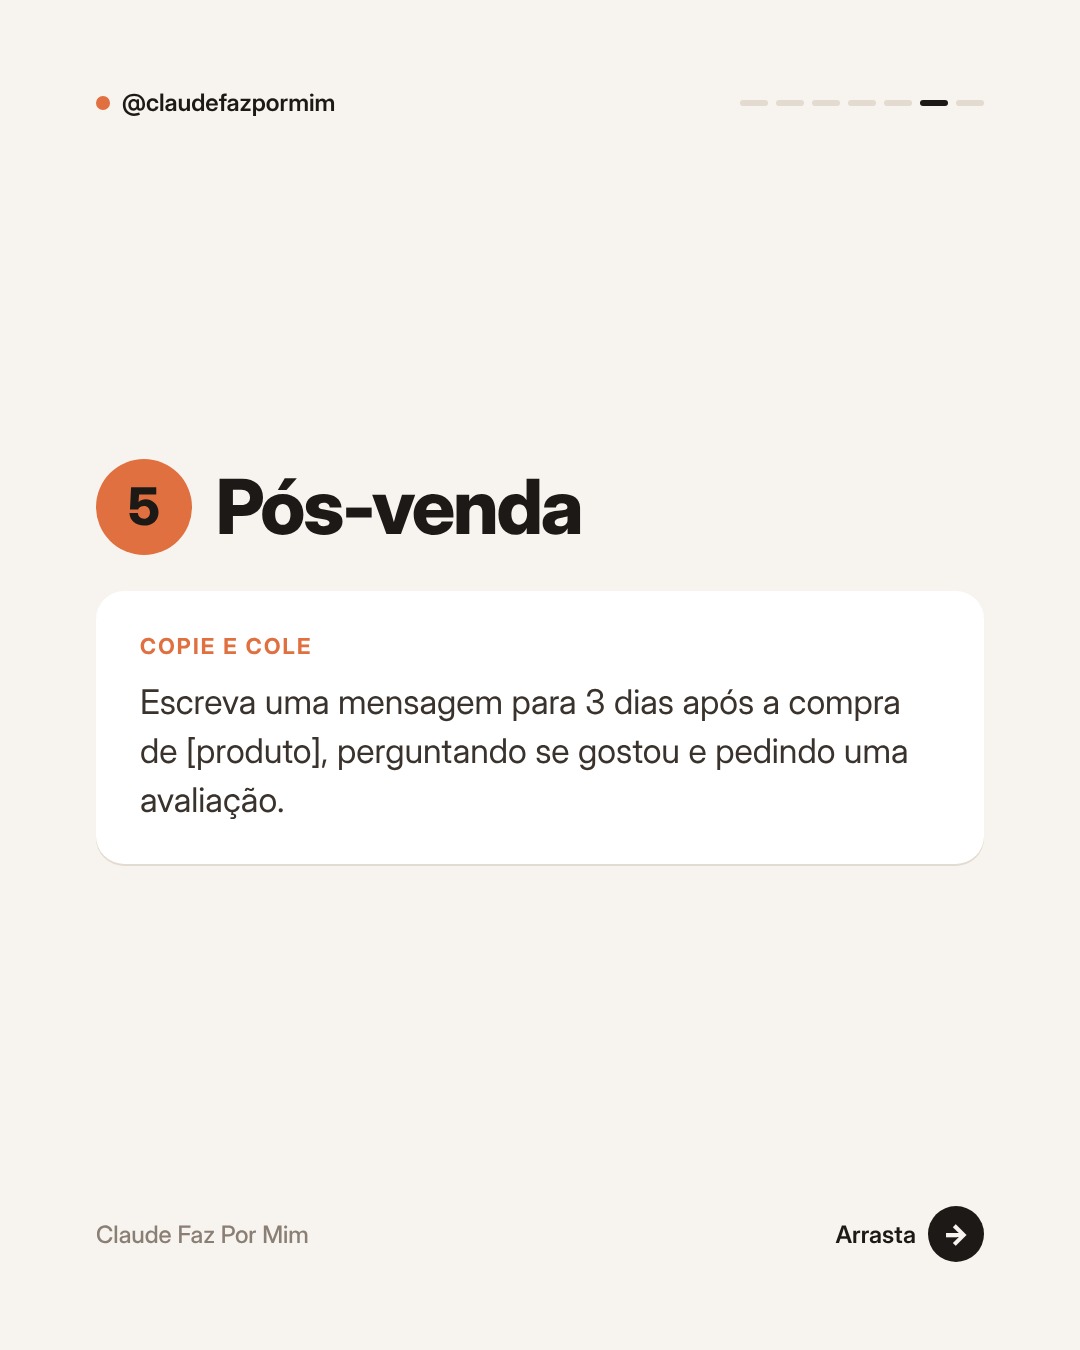 @claudefazpormim
5 Pós-venda
COPIE E COLE
Escreva uma mensagem para 3 dias após a compra
de [produto], perguntando se gostou e pedindo uma
avaliação.
Claude Faz Por Mim
Arrasta